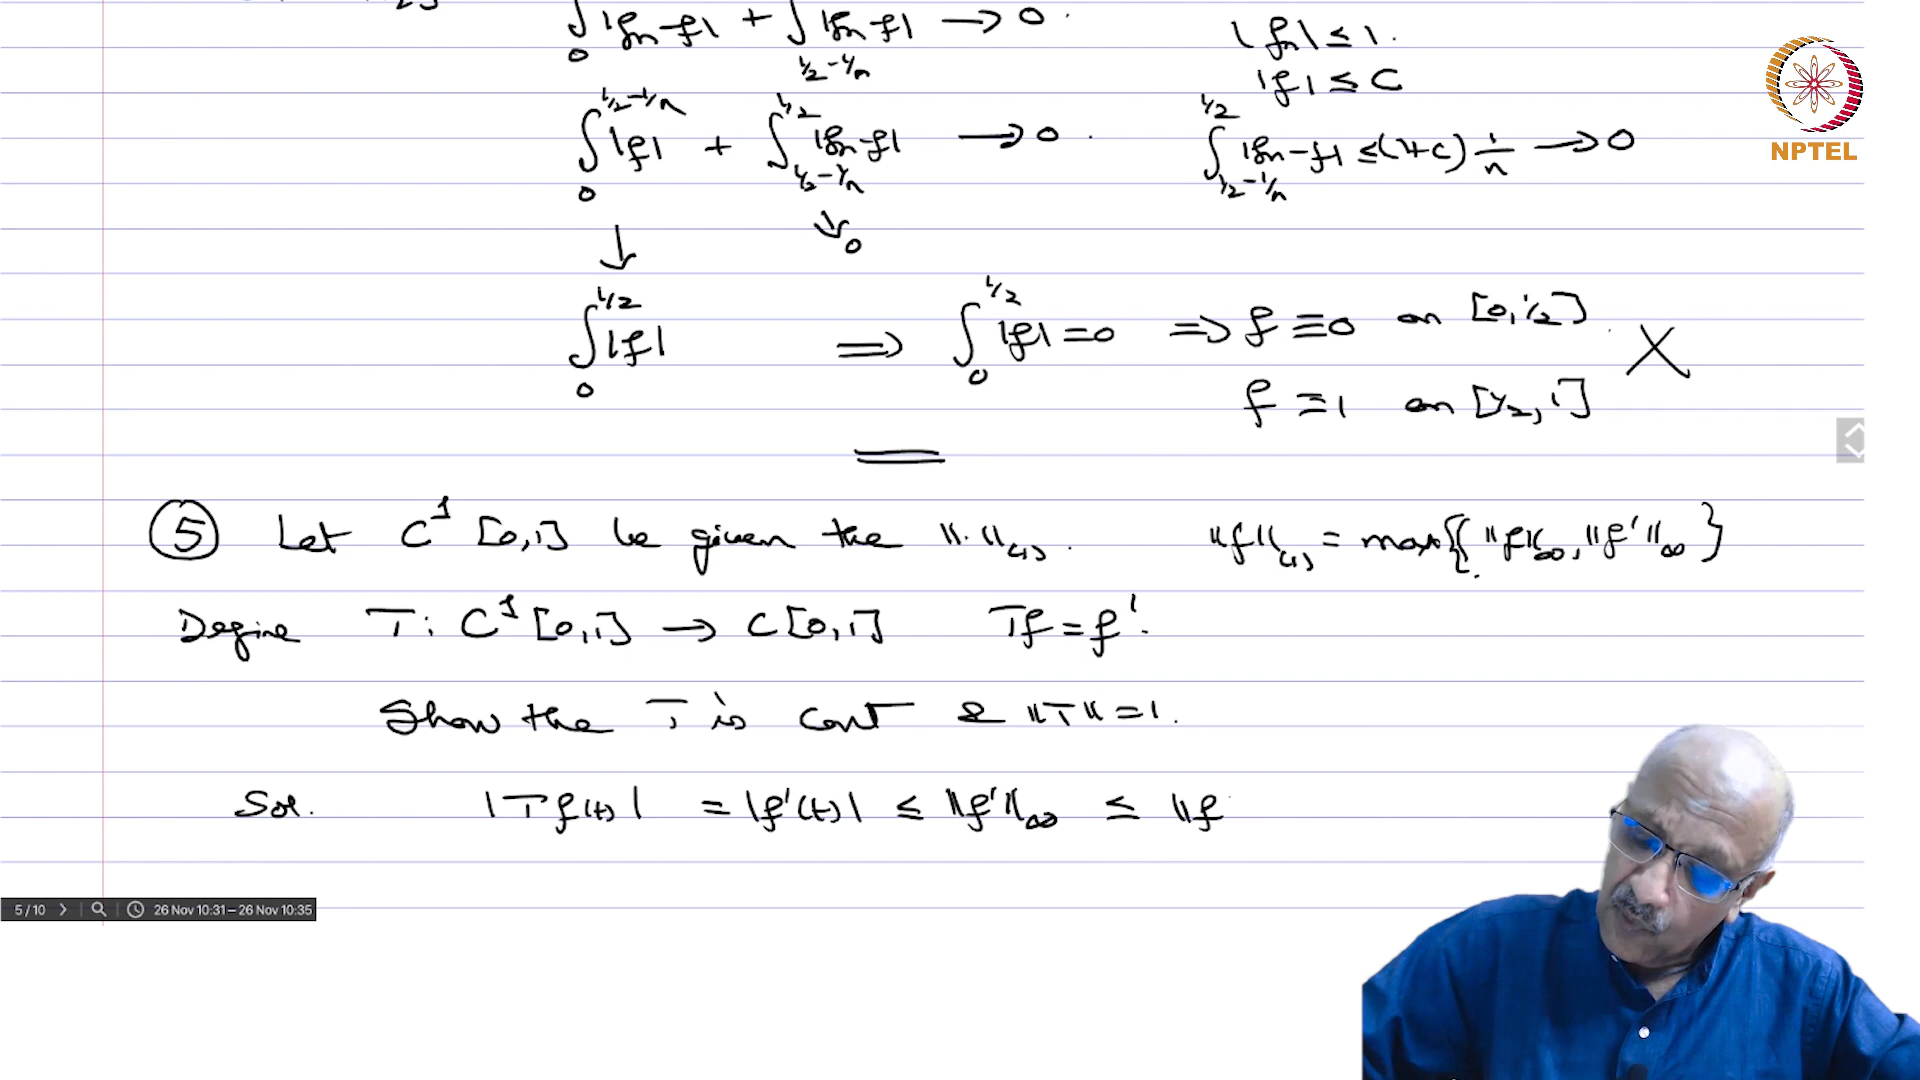 ∫₀ |fn-f| + ∫_{1/2-1/n} |fn-f| → 0.
|fn| ≤ 1.
|f| ≤ C
∫₀^{1/2-1/n} |f| + ∫_{1/2-1/n}^{1/2} |fn-f| → 0.
∫_{1/2-1/n}^{1/2} |fn-f| ≤ (1+C) 1/n → 0
↓ ↓0
∫₀^{1/2} |f| ⇒ ∫₀^{1/2} |f| = 0 ⇒ f ≡ 0 on [0,1/2]. X
f ≡ 1 on [1/2,1]
⑤ Let C¹[0,1] be given the ‖·‖₍₁₎. ‖f‖₍₁₎ = max{‖f‖∞, ‖f'‖∞}
Define T: C¹[0,1] → C[0,1] Tf = f'.
Show the T is cont & ‖T‖ = 1.
Sol. |Tf(t)| = |f'(t)| ≤ ‖f'‖∞ ≤ ‖f
NPTEL
5 / 10 26 Nov 10:31 – 26 Nov 10:35